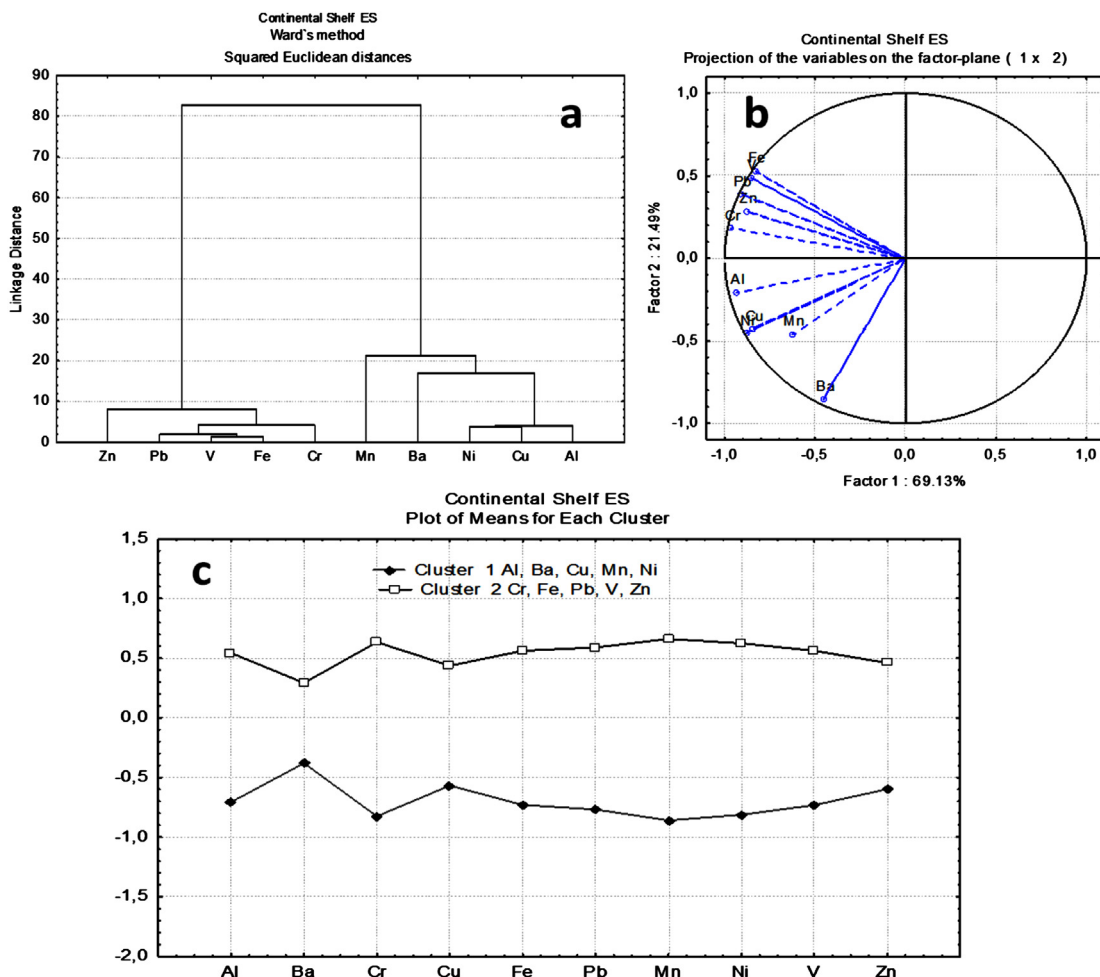 Continental Shelf ES
Ward`s method
Squared Euclidean distances
a
90
80
70
60
50
40
30
20
10
0
Linkage Distance
Zn Pb V Fe Cr Mn Ba Ni Cu Al
Continental Shelf ES
Projection of the variables on the factor-plane ( 1 x 2)
b
1,0
0,5
0,0
-0,5
-1,0
Factor 2 : 21.49%
Fe
V
Pb
Zn
Cr
Al
Cu
Ni
Mn
Ba
-1,0 -0,5 0,0 0,5 1,0
Factor 1 : 69.13%
Continental Shelf ES
Plot of Means for Each Cluster
c
Cluster 1 Al, Ba, Cu, Mn, Ni
Cluster 2 Cr, Fe, Pb, V, Zn
1,5
1,0
0,5
0,0
-0,5
-1,0
-1,5
-2,0
Al Ba Cr Cu Fe Pb Mn Ni V Zn